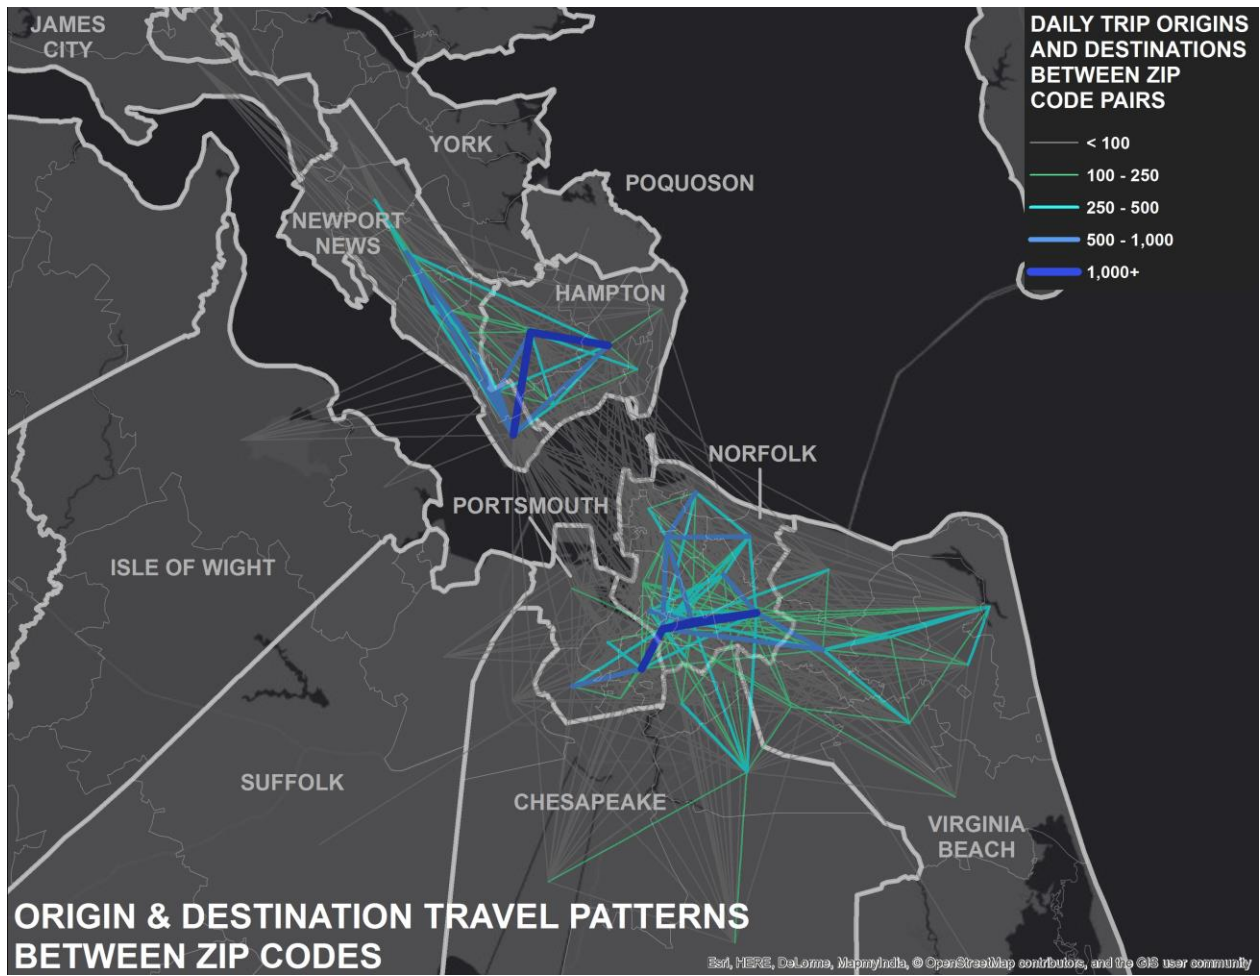 JAMES
CITY
DAILY TRIP ORIGINS
AND DESTINATIONS
BETWEEN ZIP
CODE PAIRS
< 100
100 - 250
250 - 500
500 - 1,000
1,000+
YORK
POQUOSON
NEWPORT
NEWS
HAMPTON
NORFOLK
PORTSMOUTH
ISLE OF WIGHT
SUFFOLK
CHESAPEAKE
VIRGINIA
BEACH
ORIGIN & DESTINATION TRAVEL PATTERNS
BETWEEN ZIP CODES
Esri, HERE, DeLorme, MapmyIndia, © OpenStreetMap contributors, and the GIS user community